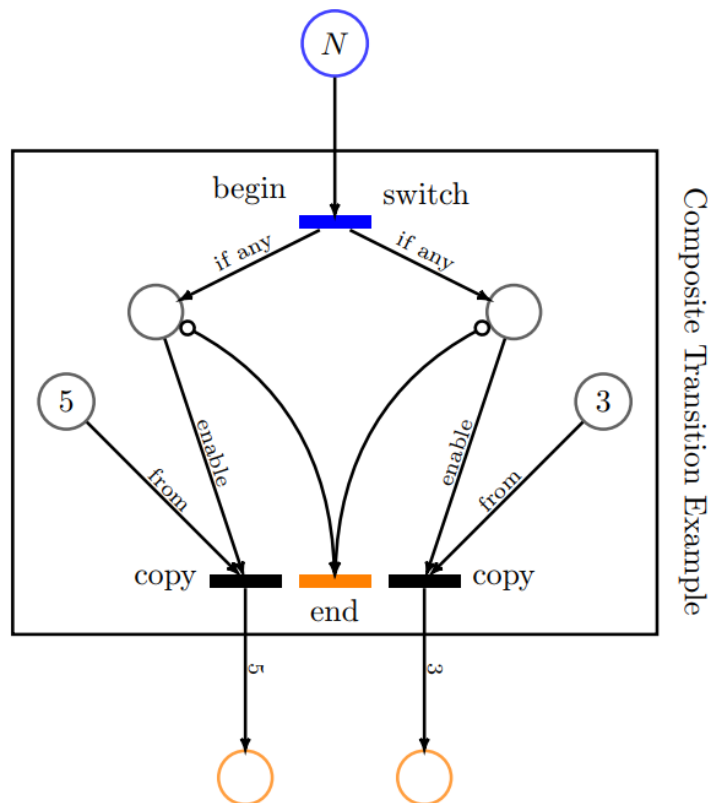 N
begin
switch
if any
if any
5
3
enable
enable
from
from
copy
copy
end
5
3
Composite Transition Example